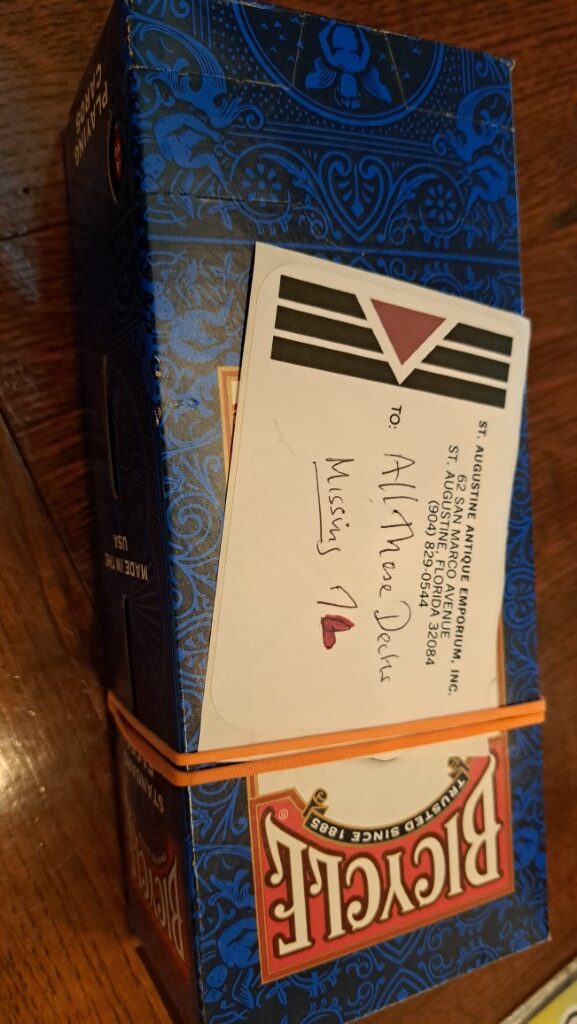 ST. AUGUSTINE ANTIQUE EMPORIUM, INC.
62 SAN MARCO AVENUE
ST. AUGUSTINE, FLORIDA 32084
(904) 829-0544
TO:
All These Decks
Missing 7
BICYCLE®
TRUSTED SINCE 1885
PLAYING
CARDS
MADE IN THE
USA
BICYCLE